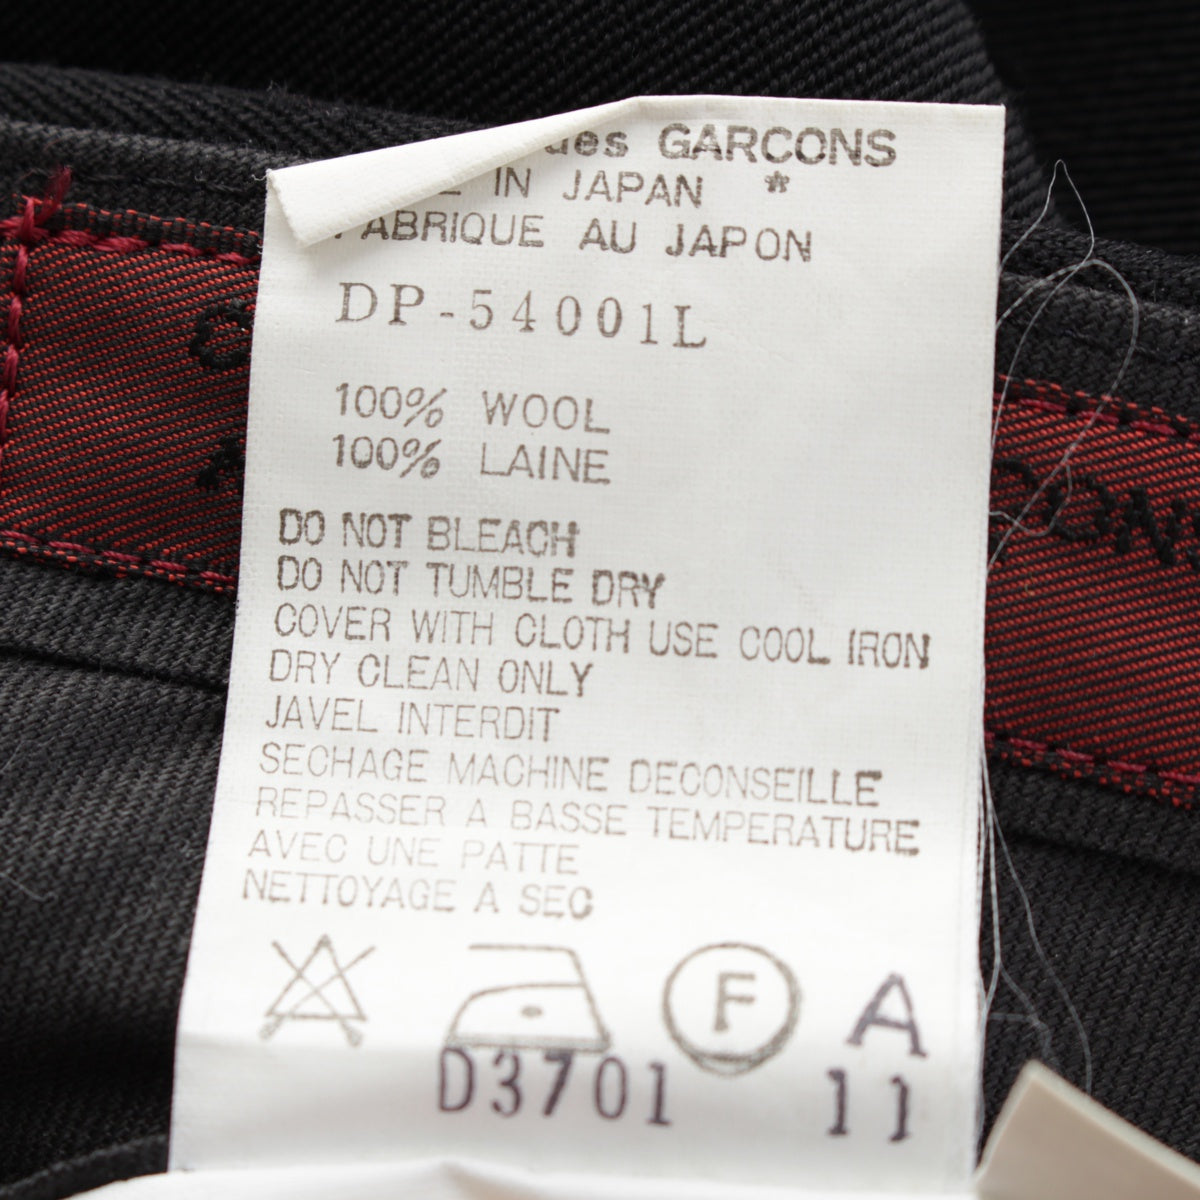 des GARCONS
IN JAPAN *
FABRIQUE AU JAPON
DP-54001L
100% WOOL
100% LAINE
DO NOT BLEACH
DO NOT TUMBLE DRY
COVER WITH CLOTH USE COOL IRON
DRY CLEAN ONLY
JAVEL INTERDIT
SECHAGE MACHINE DECONSEILLE
REPASSER A BASSE TEMPERATURE
AVEC UNE PATTE
NETTOYAGE A SEC
F A
D3701 11